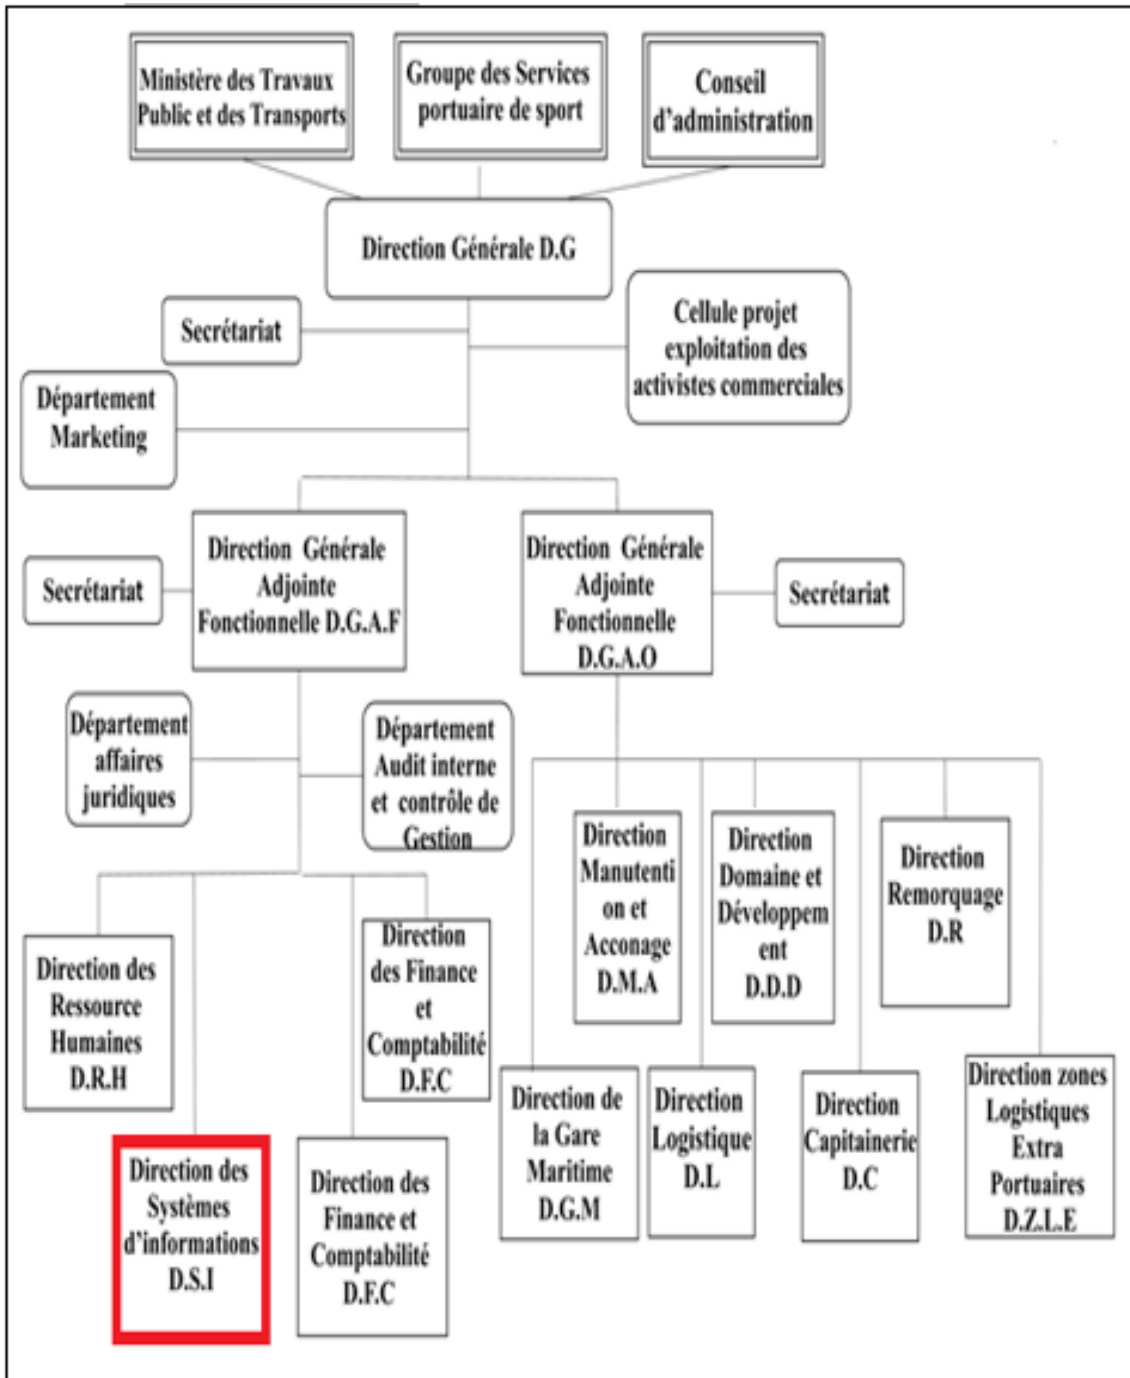 Ministère des Travaux
Public et des Transports
Groupe des Services
portuaire de sport
Conseil
d'administration
Direction Générale D.G
Secrétariat
Cellule projet
exploitation des
activistes commerciales
Département
Marketing
Direction Générale
Adjointe
Fonctionnelle D.G.A.F
Direction Générale
Adjointe
Fonctionnelle
D.G.A.O
Secrétariat
Secrétariat
Département
affaires
juridiques
Département
Audit interne
et contrôle de
Gestion
Direction des
Ressource
Humaines
D.R.H
Direction des
Systèmes
d'informations
D.S.I
Direction des
Finance et
Comptabilité
D.F.C
Direction
des Finance
et
Comptabilité
D.F.C
Direction de
la Gare
Maritime
D.G.M
Direction
Manutenti
on et
Acconage
D.M.A
Direction
Logistique
D.L
Direction
Domaine et
Développem
ent
D.D.D
Direction
Capitainerie
D.C
Direction
Remorquage
D.R
Direction zones
Logistiques
Extra
Portuaires
D.Z.L.E